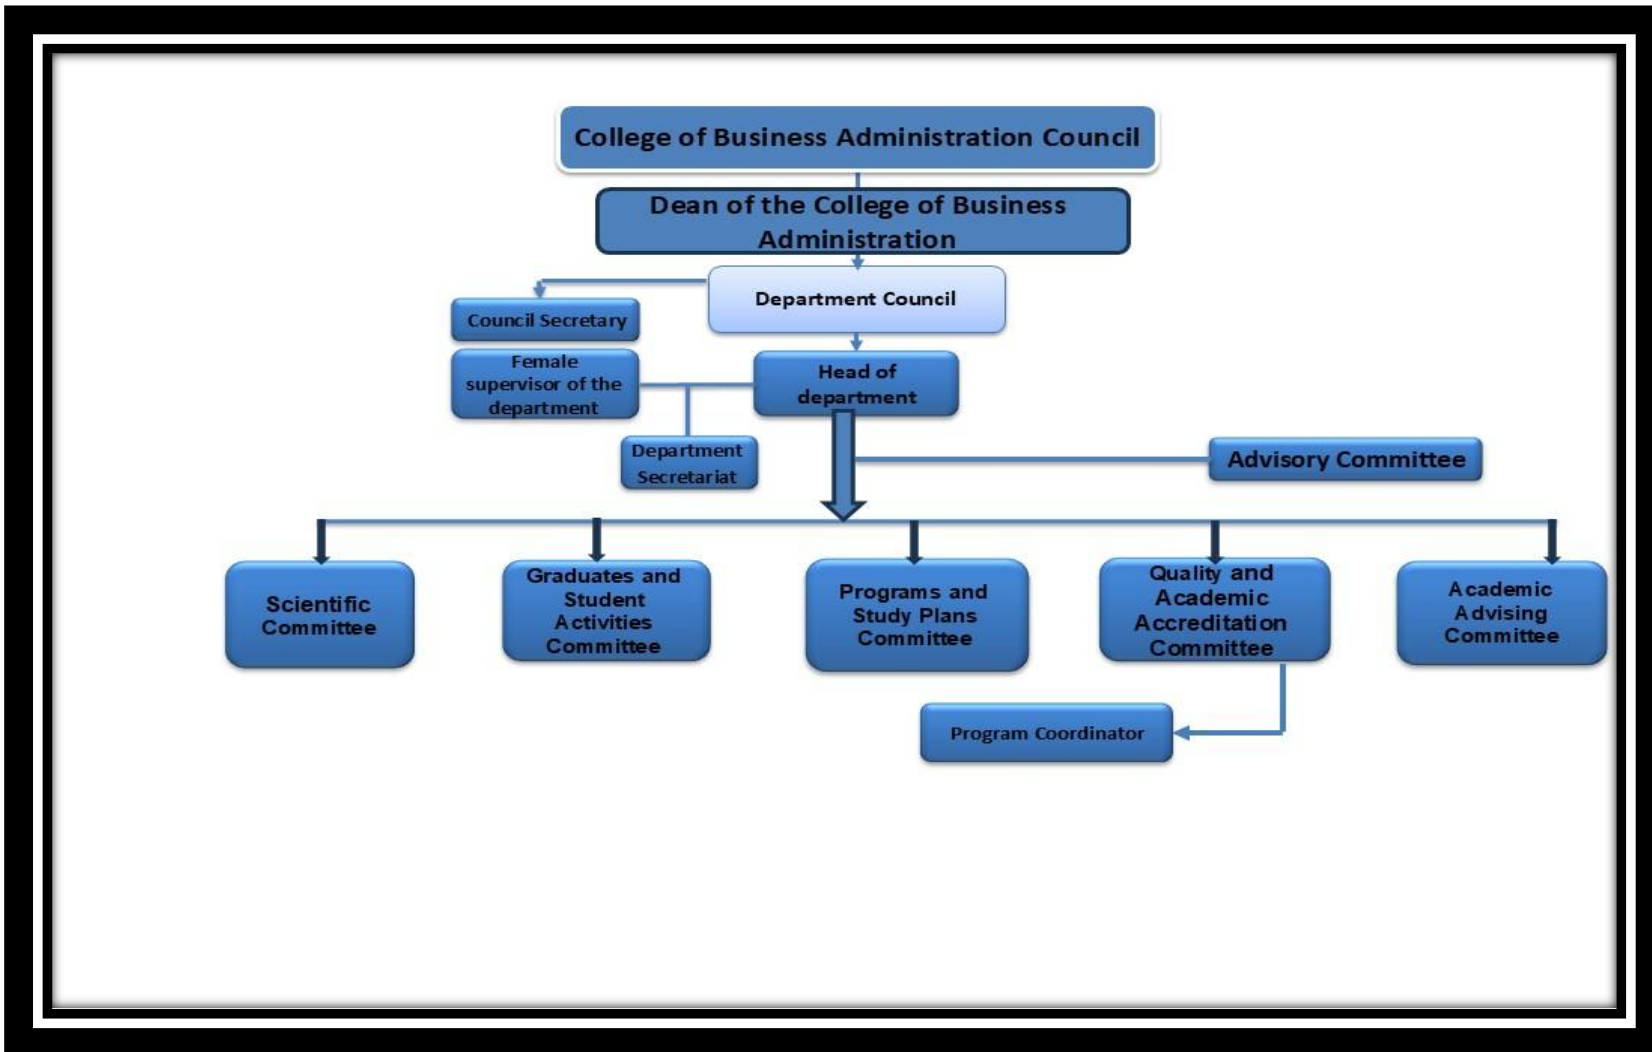 College of Business Administration Council
Dean of the College of Business
Administration
Department Council
Council Secretary
Female
supervisor of the
department
Head of
department
Department
Secretariat
Advisory Committee
Scientific
Committee
Graduates and
Student
Activities
Committee
Programs and
Study Plans
Committee
Quality and
Academic
Accreditation
Committee
Academic
Advising
Committee
Program Coordinator